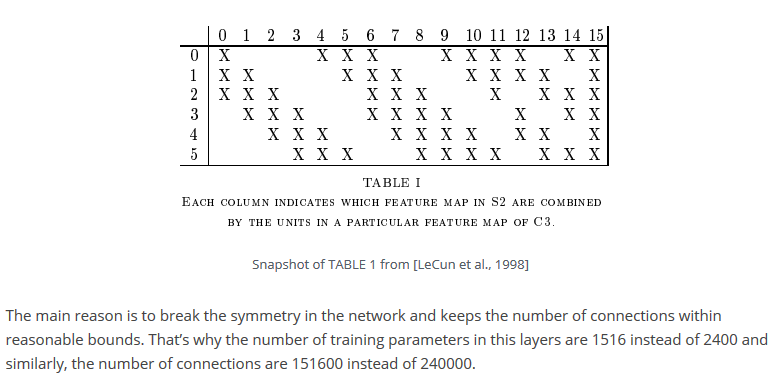 0 1 2 3 4 5 6 7 8 9 10 11 12 13 14 15
0 X X X X X X X X X X
1 X X X X X X X X X X
2 X X X X X X X X X X
3 X X X X X X X X X X
4 X X X X X X X X X X
5 X X X X X X X X X X
TABLE I
EACH COLUMN INDICATES WHICH FEATURE MAP IN S2 ARE COMBINED
BY THE UNITS IN A PARTICULAR FEATURE MAP OF C3.
Snapshot of TABLE 1 from [LeCun et al., 1998]
The main reason is to break the symmetry in the network and keeps the number of connections within
reasonable bounds. That's why the number of training parameters in this layers are 1516 instead of 2400 and
similarly, the number of connections are 151600 instead of 240000.